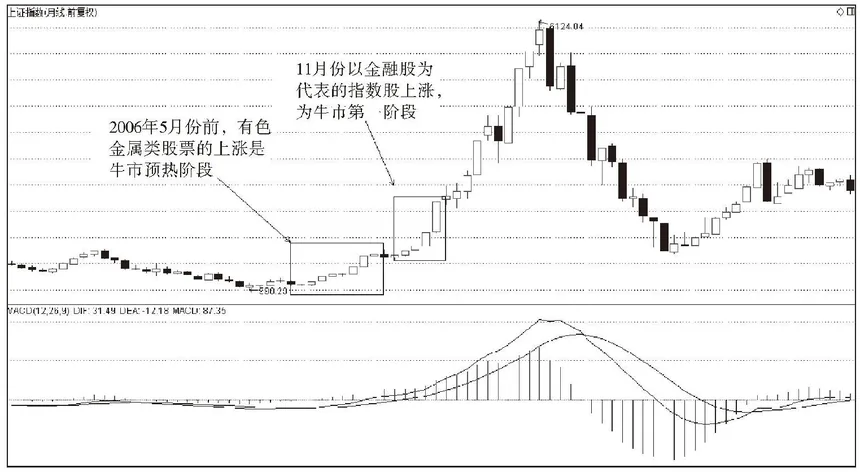 上证指数(月线 前复权)
6124.04
11月份以金融股为
代表的指数股上涨，
为牛市第一阶段
2006年5月份前，有色
金属类股票的上涨是
牛市预热阶段
MACD(12,26,9) DIF: 31.49 DEA: -12.18 MACD: 87.35